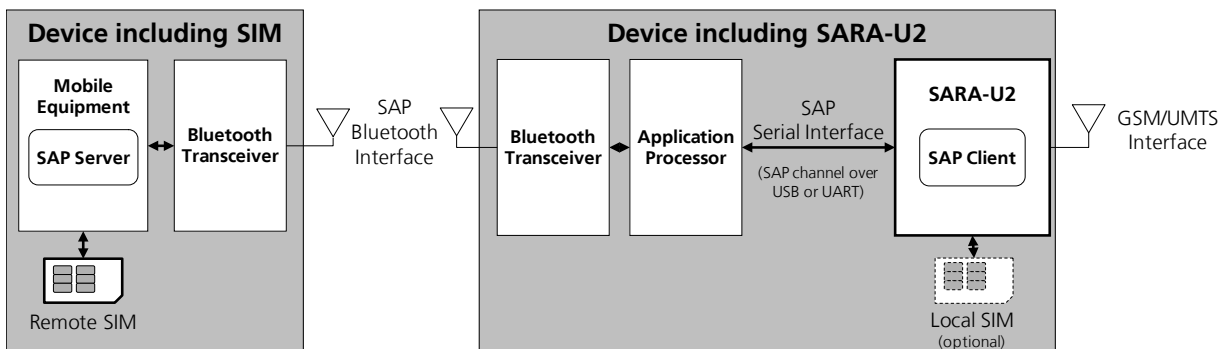 Device including SIM
Mobile
Equipment
SAP Server
Bluetooth
Transceiver
Remote SIM
SAP
Bluetooth
Interface
Device including SARA-U2
Bluetooth
Transceiver
Application
Processor
SAP
Serial Interface
(SAP channel over
USB or UART)
SARA-U2
SAP Client
Local SIM
(optional)
GSM/UMTS
Interface